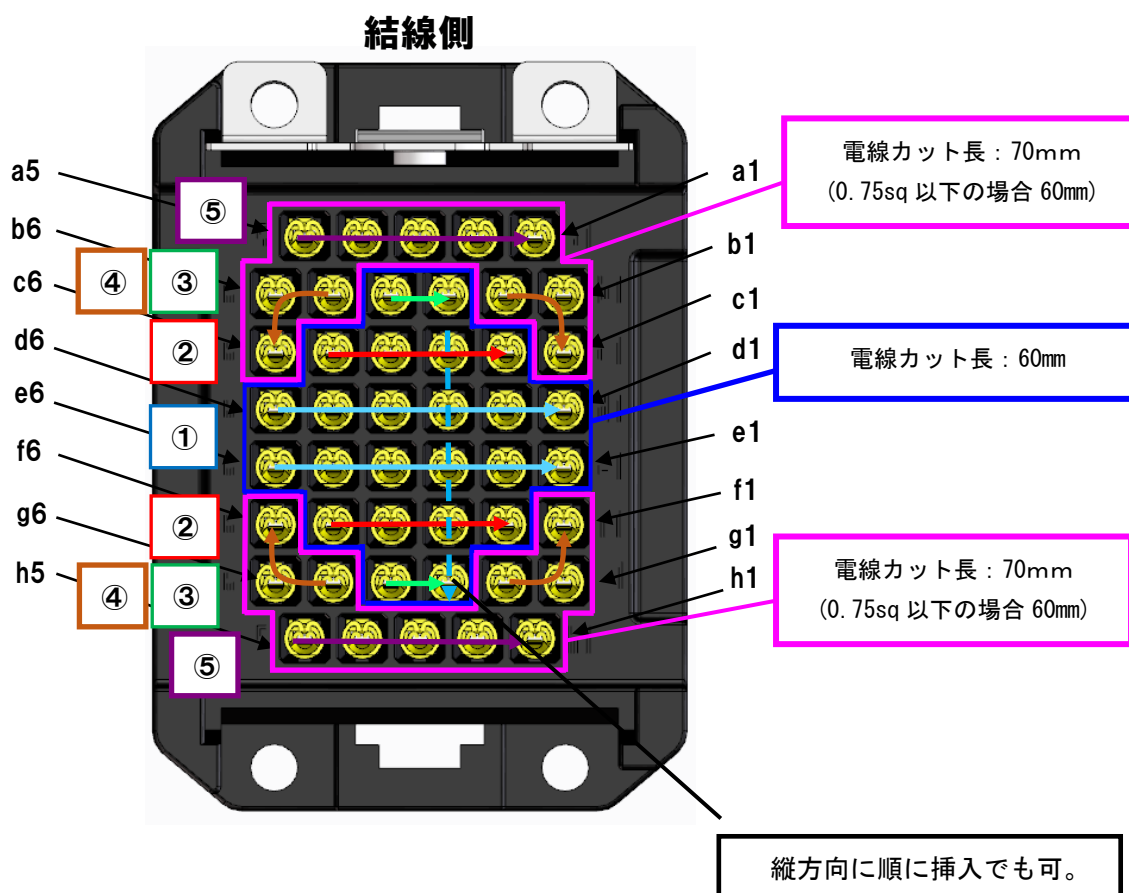 結線側
a5
a1
電線カット長：70mm
(0.75sq 以下の場合 60mm)
⑤
b6
b1
④
③
c6
c1
②
d6
d1
電線カット長：60mm
e6
e1
①
f6
f1
②
g6
g1
電線カット長：70mm
(0.75sq 以下の場合 60mm)
h5
h1
④
③
⑤
縦方向に順に挿入でも可。